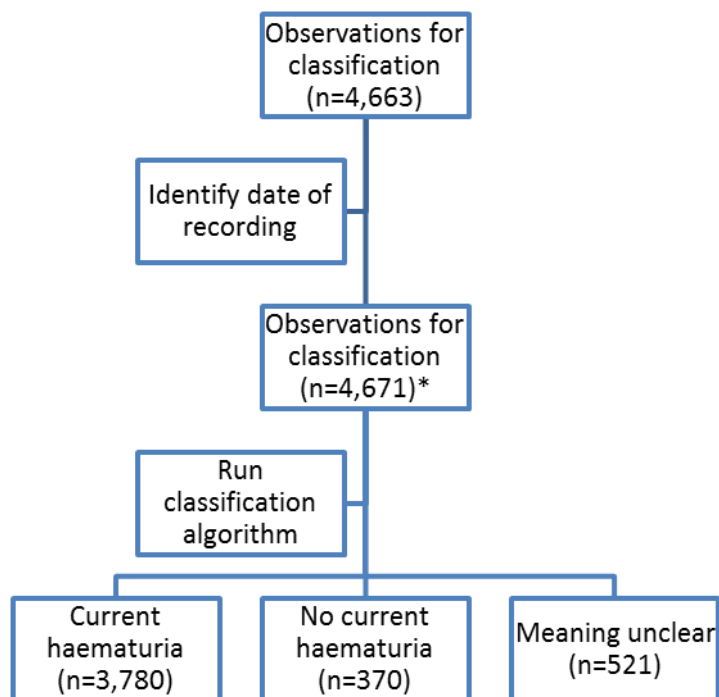 Observations for
classification
(n=4,663)
Identify date of
recording
Observations for
classification
(n=4,671)*
Run
classification
algorithm
Current
haematuria
(n=3,780)
No current
haematuria
(n=370)
Meaning unclear
(n=521)